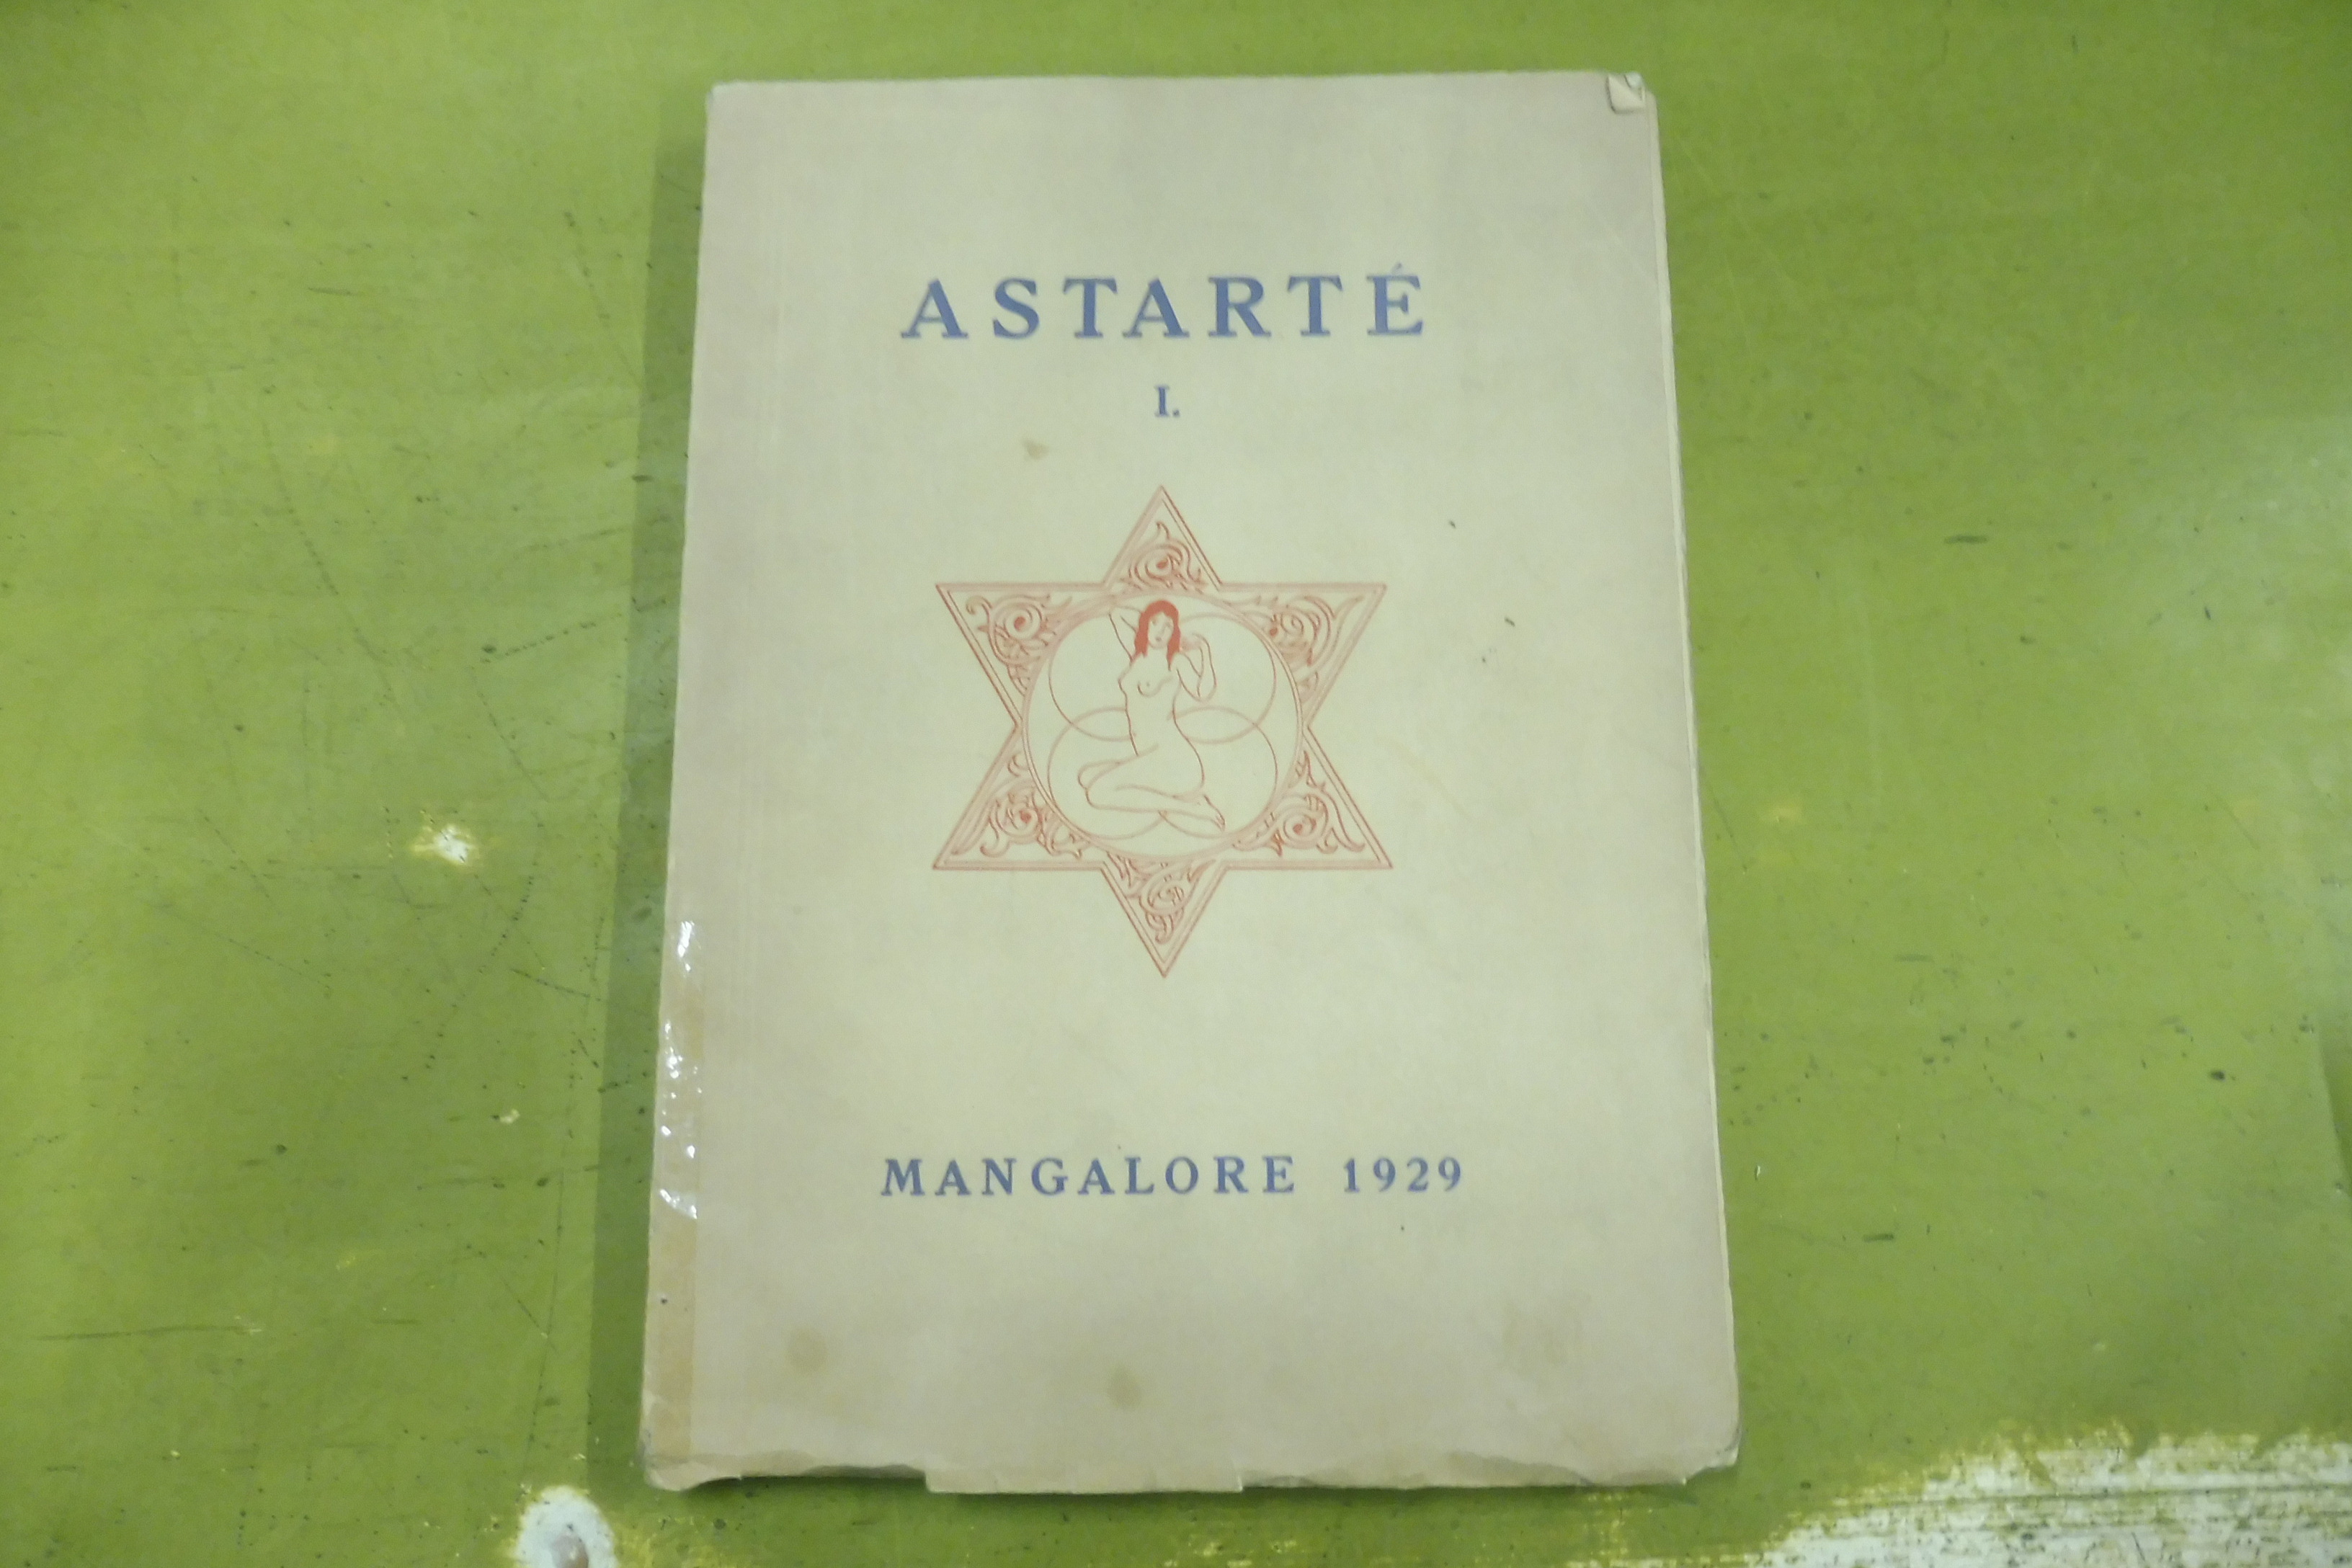 ASTARTÉ
I.
MANGALORE 1929